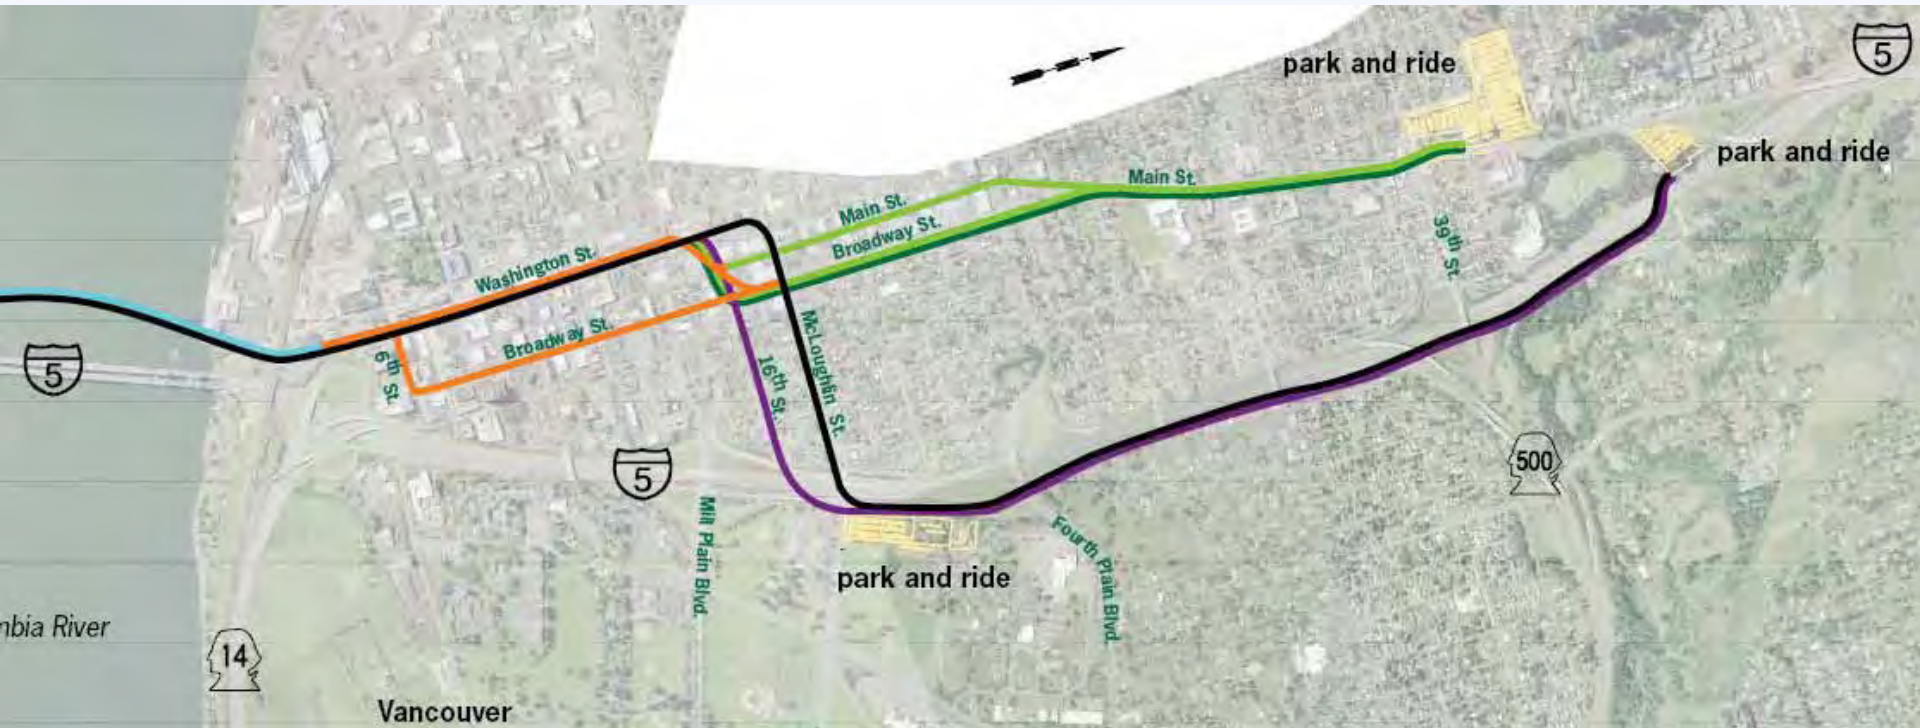 park and ride
5
park and ride
Main St.
Main St.
Broadway St.
39th St.
Washington St.
Broadway St.
6th St.
5
McLoughlin St.
16th St.
5
500
Mill Plain Blvd.
Fourth Plain Blvd.
park and ride
nbia River
14
Vancouver